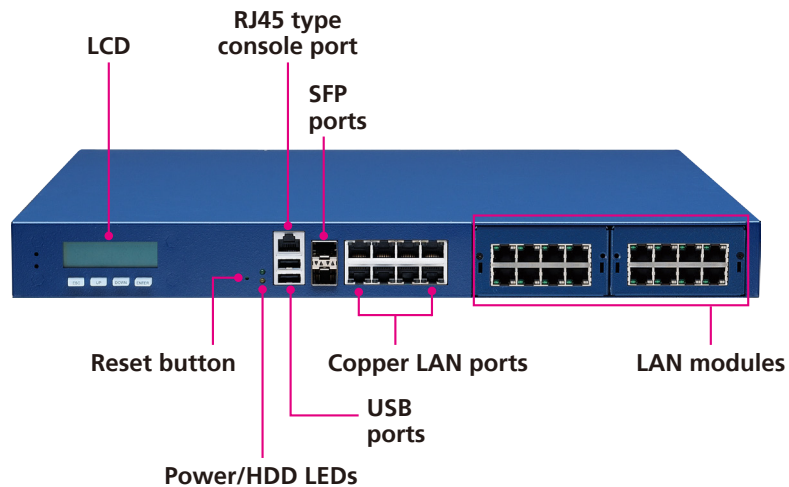 RJ45 type
console port
LCD
SFP
ports
ESC
UP
DOWN
ENTER
Reset button
Copper LAN ports
LAN modules
USB
ports
Power/HDD LEDs